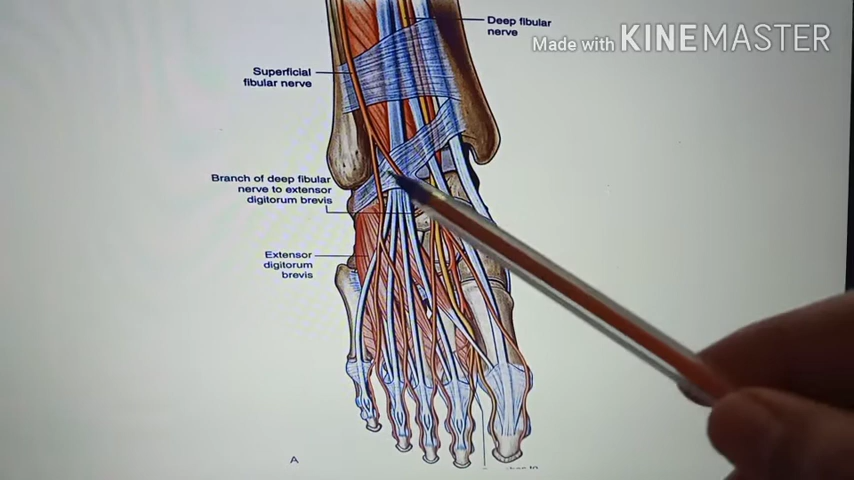 Deep fibular
nerve
Made with KINEMASTER
Superficial
fibular nerve
Branch of deep fibular
nerve to extensor
digitorum brevis
Extensor
digitorum
brevis
A